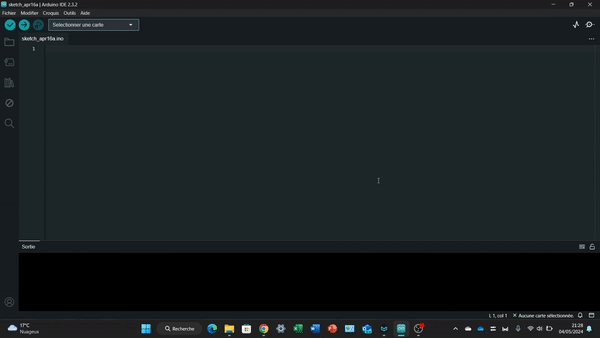 sketch_apr16a | Arduino IDE 2.3.2
Fichier Modifier Croquis Outils Aide
Sélectionner une carte
sketch_apr16a.ino
1
Sortie
L 1, col 1 Aucune carte sélectionnée.
17°C
Nuageux
Recherche
21:28
04/05/2024